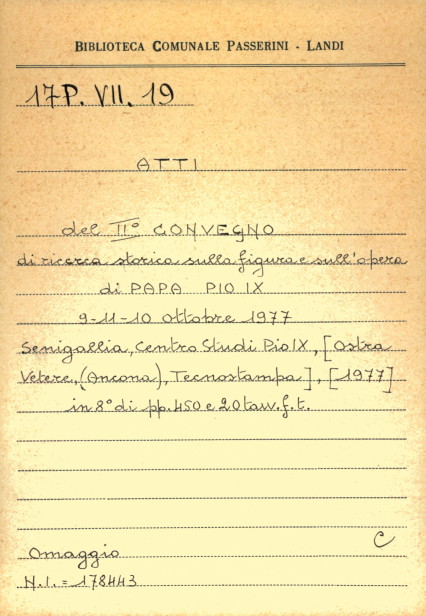 BIBLIOTECA COMUNALE PASSERINI - LANDI
17P. VII. 19
ATTI
del II° CONVEGNO
di ricerca storica sulla figura e sull'opera
di PAPA PIO IX
9-11-10 ottobre 1977
Senigallia, Centro Studi Pio IX, [Ostra
Vetere, (Ancona), Tecnostampa], [1977]
in 8° di pp. 450 e 20 tavv. f.t.
C
Omaggio
N.I. = 178443